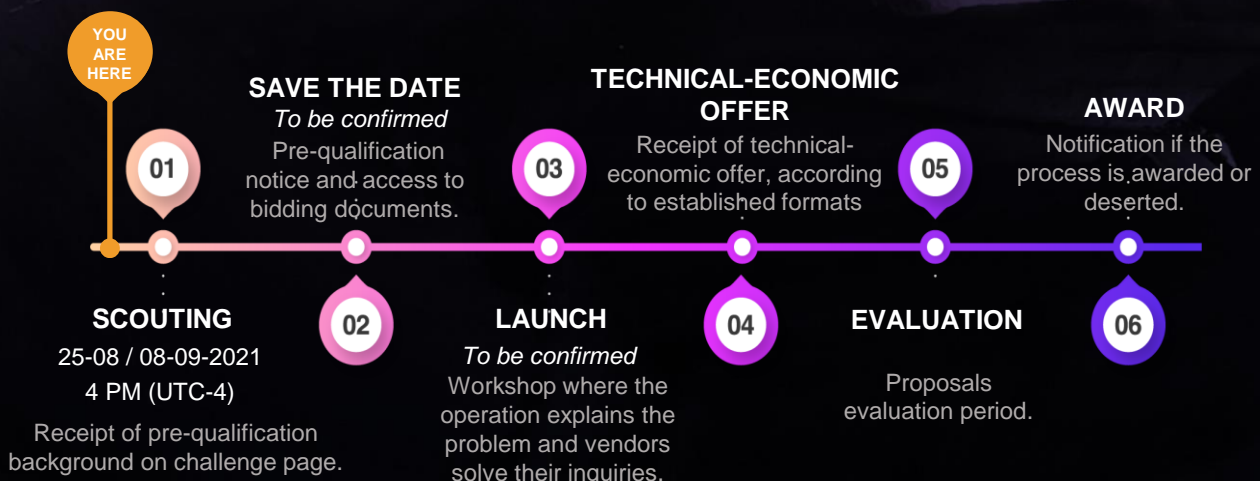 YOU
ARE
HERE
01
SCOUTING
25-08 / 08-09-2021
4 PM (UTC-4)
Receipt of pre-qualification
background on challenge page.
SAVE THE DATE
To be confirmed
Pre-qualification
notice and access to
bidding documents.
02
03
LAUNCH
To be confirmed
Workshop where the
operation explains the
problem and vendors
solve their inquiries.
TECHNICAL-ECONOMIC
OFFER
Receipt of technical-
economic offer, according
to established formats
04
05
EVALUATION
Proposals
evaluation period.
AWARD
Notification if the
process is awarded or
deserted.
06